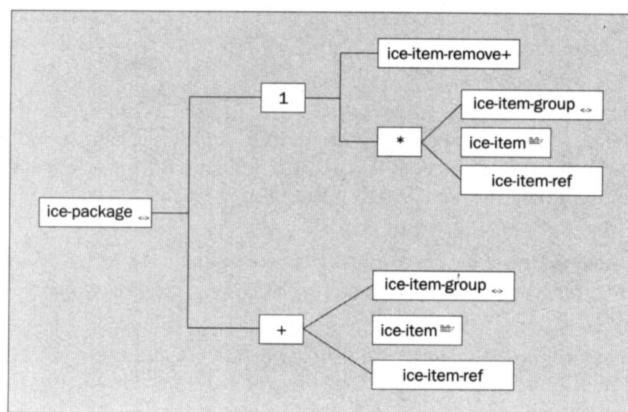 ice-item-remove+
1
ice-item-group
*
ice-item
ice-item-ref
ice-package
ice-item-group
+
ice-item
ice-item-ref